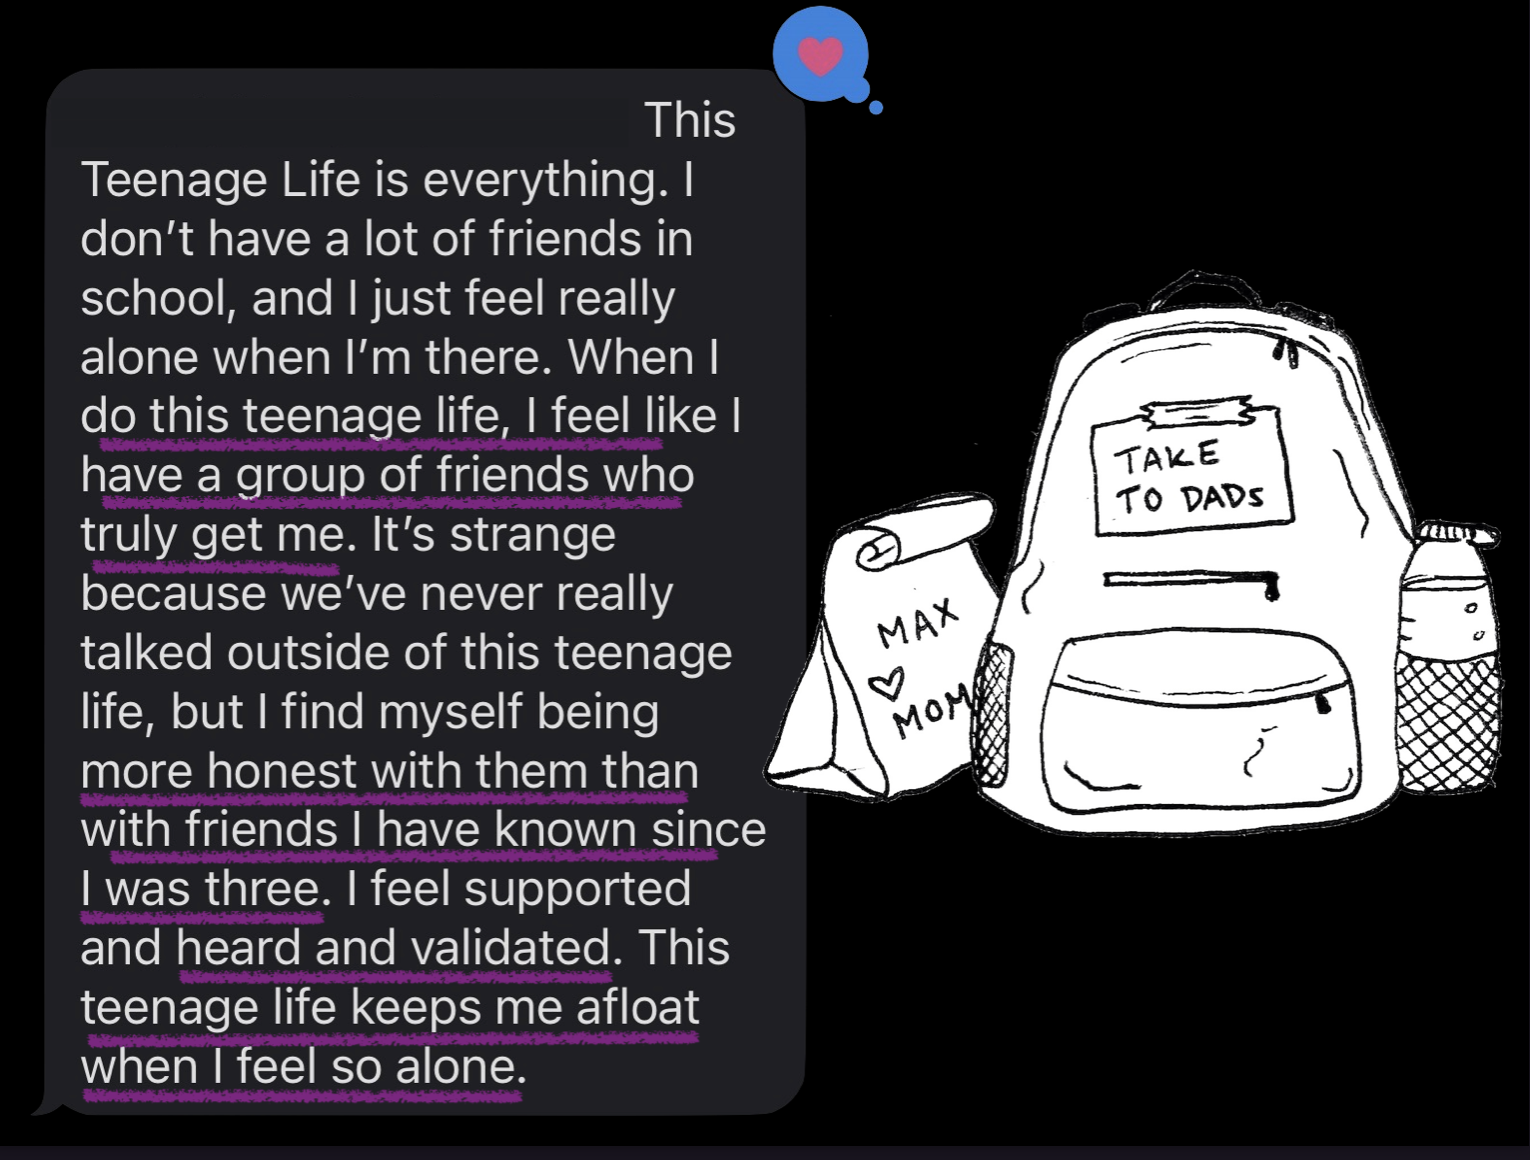 This
Teenage Life is everything. I
don’t have a lot of friends in
school, and I just feel really
alone when I’m there. When I
do this teenage life, I feel like I
have a group of friends who
truly get me. It’s strange
because we’ve never really
talked outside of this teenage
life, but I find myself being
more honest with them than
with friends I have known since
I was three. I feel supported
and heard and validated. This
teenage life keeps me afloat
when I feel so alone.
TAKE
TO DADS
MAX
♡
MOM